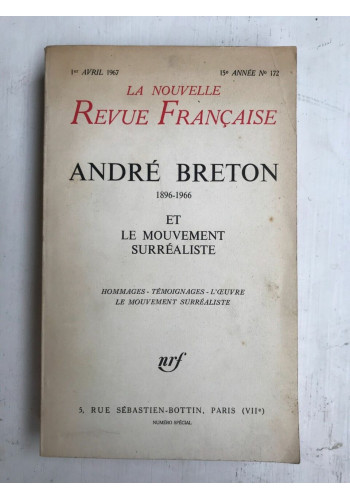 1er AVRIL 1967 15e ANNÉE No 172
LA NOUVELLE
REVUE FRANÇAISE
ANDRÉ BRETON
1896-1966
ET
LE MOUVEMENT
SURRÉALISTE
HOMMAGES - TÉMOIGNAGES - L'ŒUVRE
LE MOUVEMENT SURRÉALISTE
nrf
5, RUE SÉBASTIEN-BOTTIN, PARIS (VIIe)
NUMÉRO SPÉCIAL